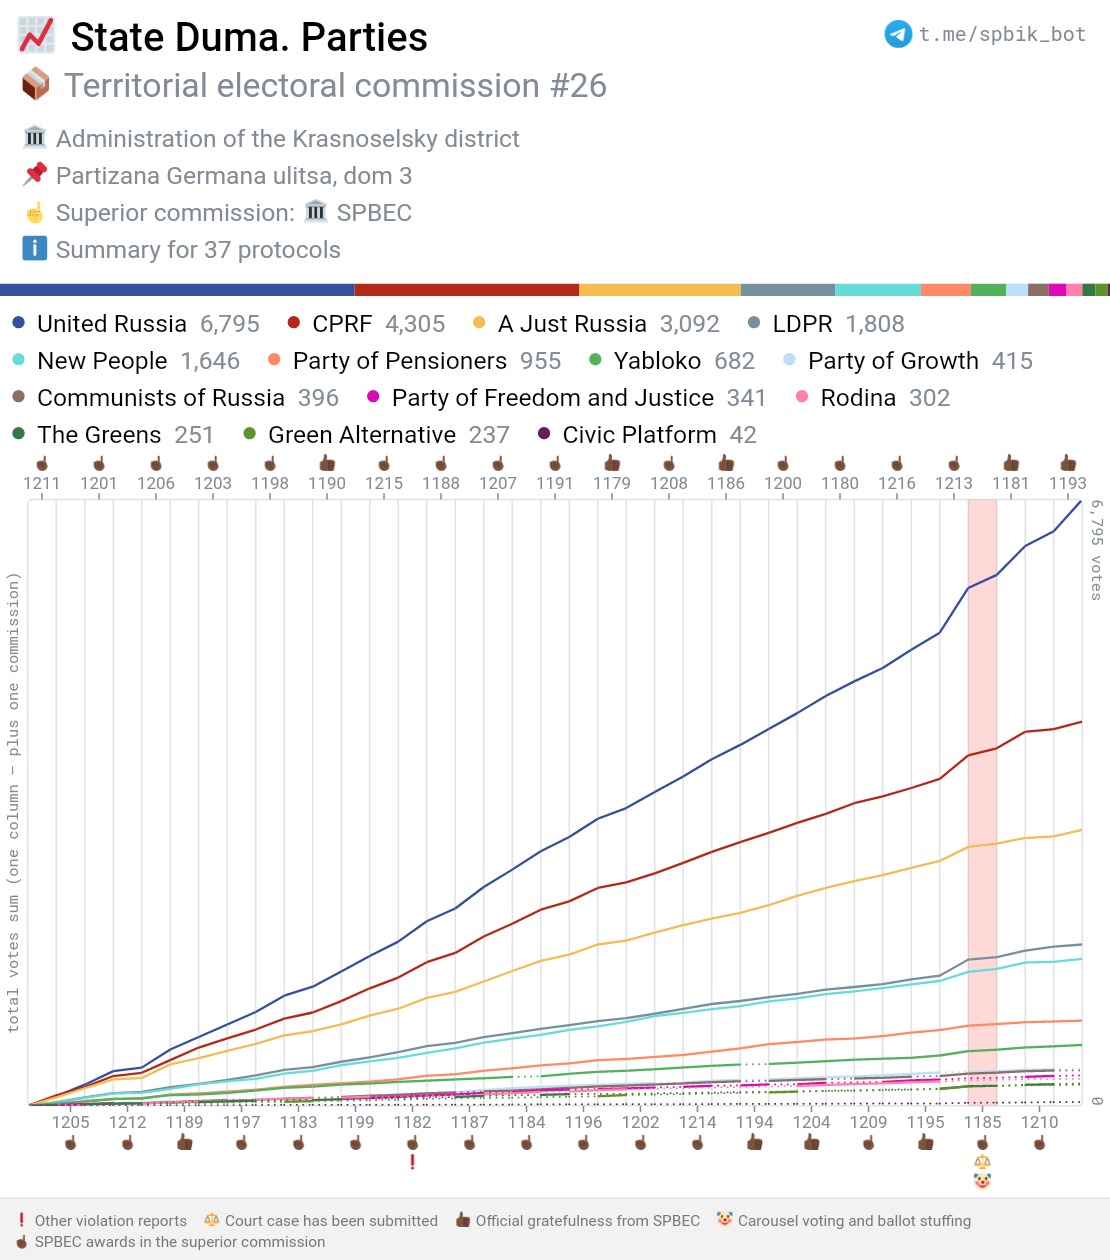 State Duma. Parties
t.me/spbik_bot
Territorial electoral commission #26
Administration of the Krasnoselsky district
Partizana Germana ulitsa, dom 3
Superior commission: SPBEC
Summary for 37 protocols
United Russia 6,795 CPRF 4,305 A Just Russia 3,092 LDPR 1,808
New People 1,646 Party of Pensioners 955 Yabloko 682 Party of Growth 415
Communists of Russia 396 Party of Freedom and Justice 341 Rodina 302
The Greens 251 Green Alternative 237 Civic Platform 42
1211 1201 1206 1203 1198 1190 1215 1188 1207 1191 1179 1208 1186 1200 1180 1216 1213 1181 1193
6,795 votes
total votes sum (one column – plus one commission)
0
1205 1212 1189 1197 1183 1199 1182 1187 1184 1196 1202 1214 1194 1204 1209 1195 1185 1210
Other violation reports Court case has been submitted Official gratefulness from SPBEC Carousel voting and ballot stuffing
SPBEC awards in the superior commission